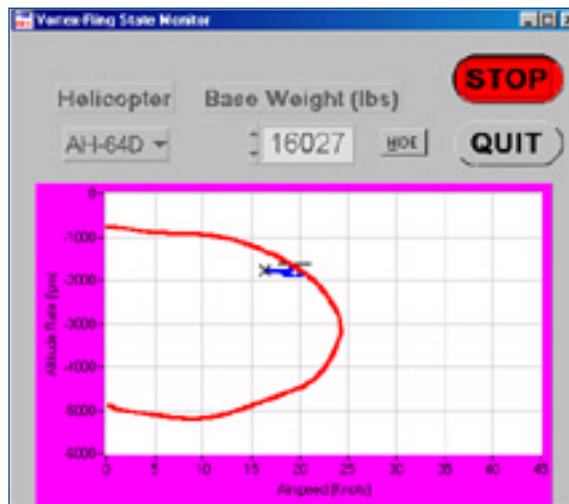 Vortex-Ring State Monitor
STOP
Helicopter
Base Weight (lbs)
AH-64D
16027
HIDE
QUIT
0
-1000
-2000
-3000
-4000
-5000
-6000
Altitude Rate (fpm)
0
5
10
15
20
25
30
35
40
45
Airspeed (Knots)